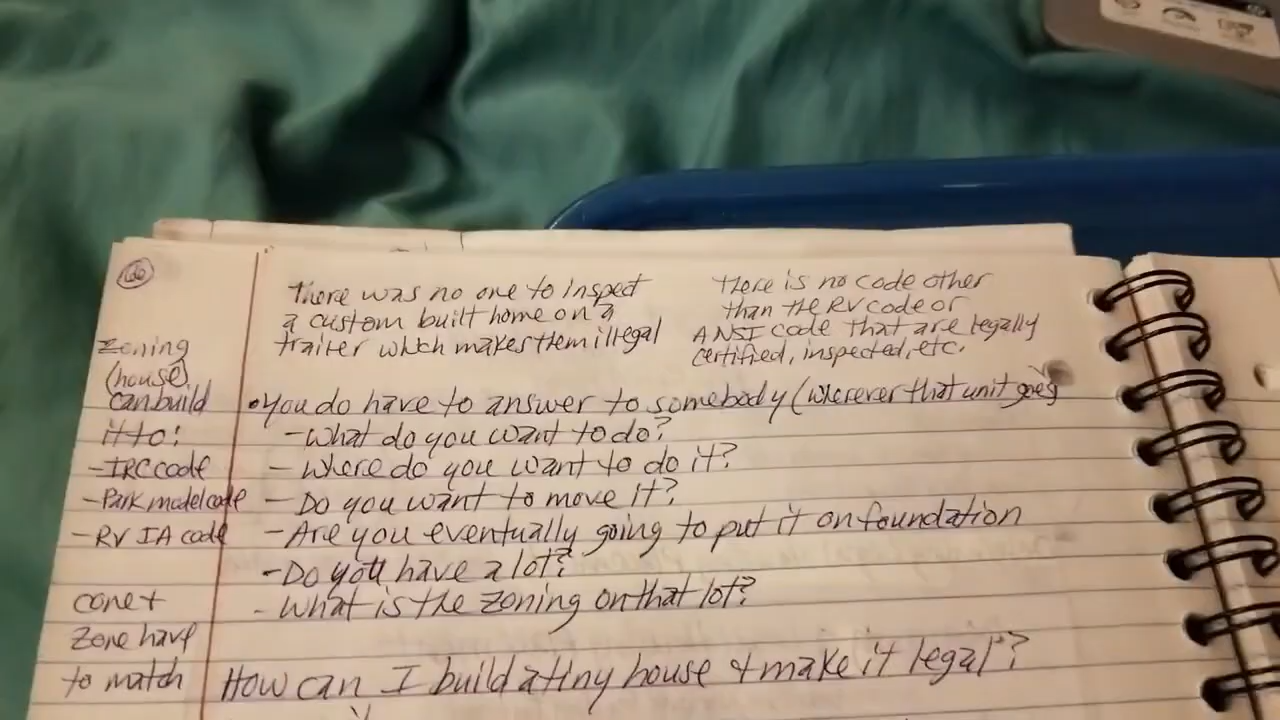 There was no one to inspect
a custom built home on a
trailer which makes them illegal
there is no code other
than the RV code or
ANSI code that are legally
certified, inspected, etc.
Zoning
(house)
can build
it to:
- IRC code
- Park model code
- RV IA code
• you do have to answer to somebody (wherever that unit goes)
- What do you want to do?
- Where do you want to do it?
- Do you want to move it?
- Are you eventually going to put it on foundation
- Do you have a lot?
- What is the zoning on that lot?
zone have
to match
How can I build a tiny house & make it legal?